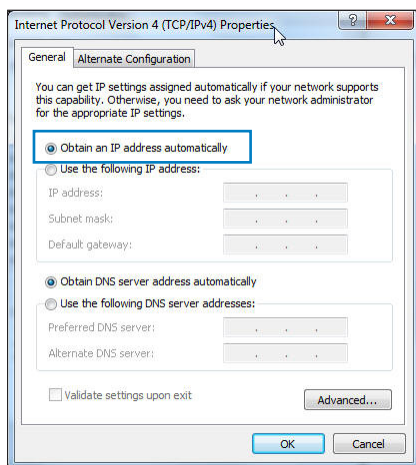 Internet Protocol Version 4 (TCP/IPv4) Properties
General
Alternate Configuration
You can get IP settings assigned automatically if your network supports
this capability. Otherwise, you need to ask your network administrator
for the appropriate IP settings.
Obtain an IP address automatically
Use the following IP address:
IP address:
Subnet mask:
Default gateway:
Obtain DNS server address automatically
Use the following DNS server addresses:
Preferred DNS server:
Alternate DNS server:
Validate settings upon exit
Advanced...
OK
Cancel